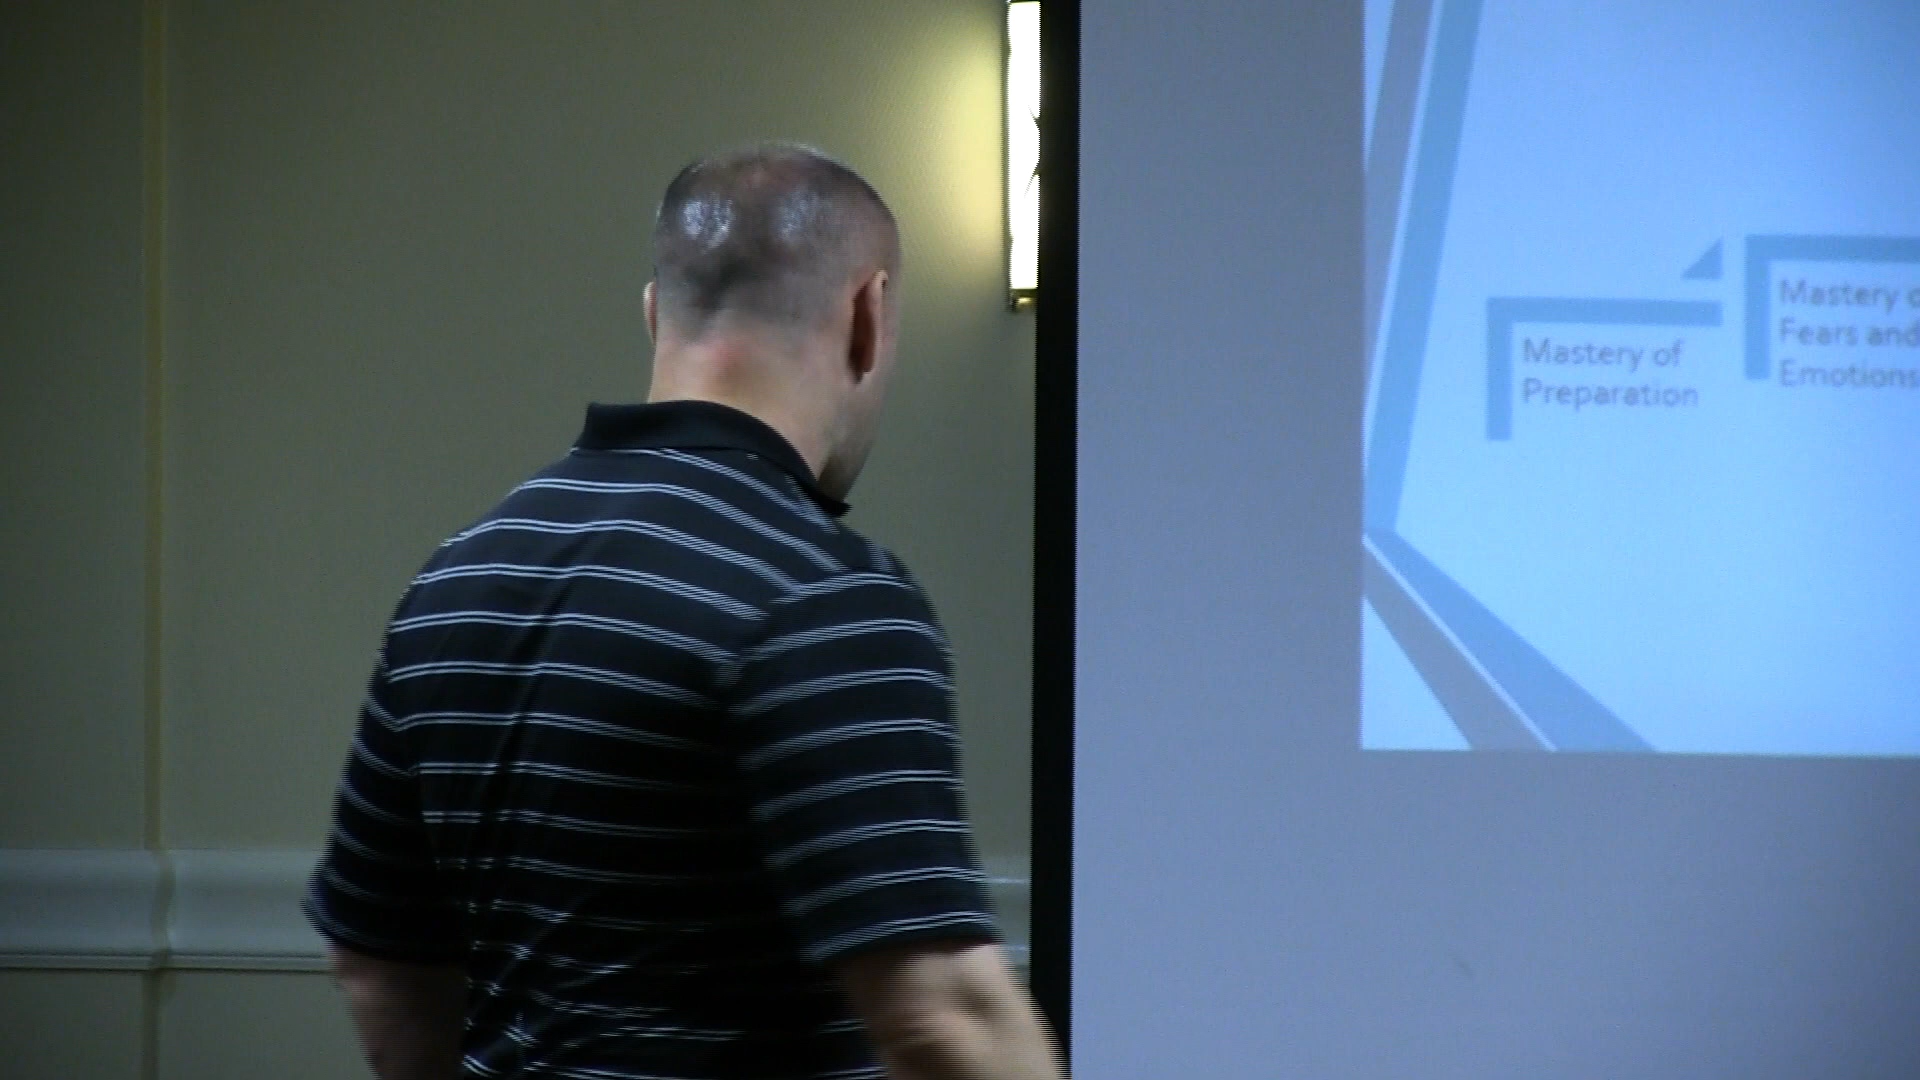 Mastery of
Preparation
Mastery
Fears and
Emotions